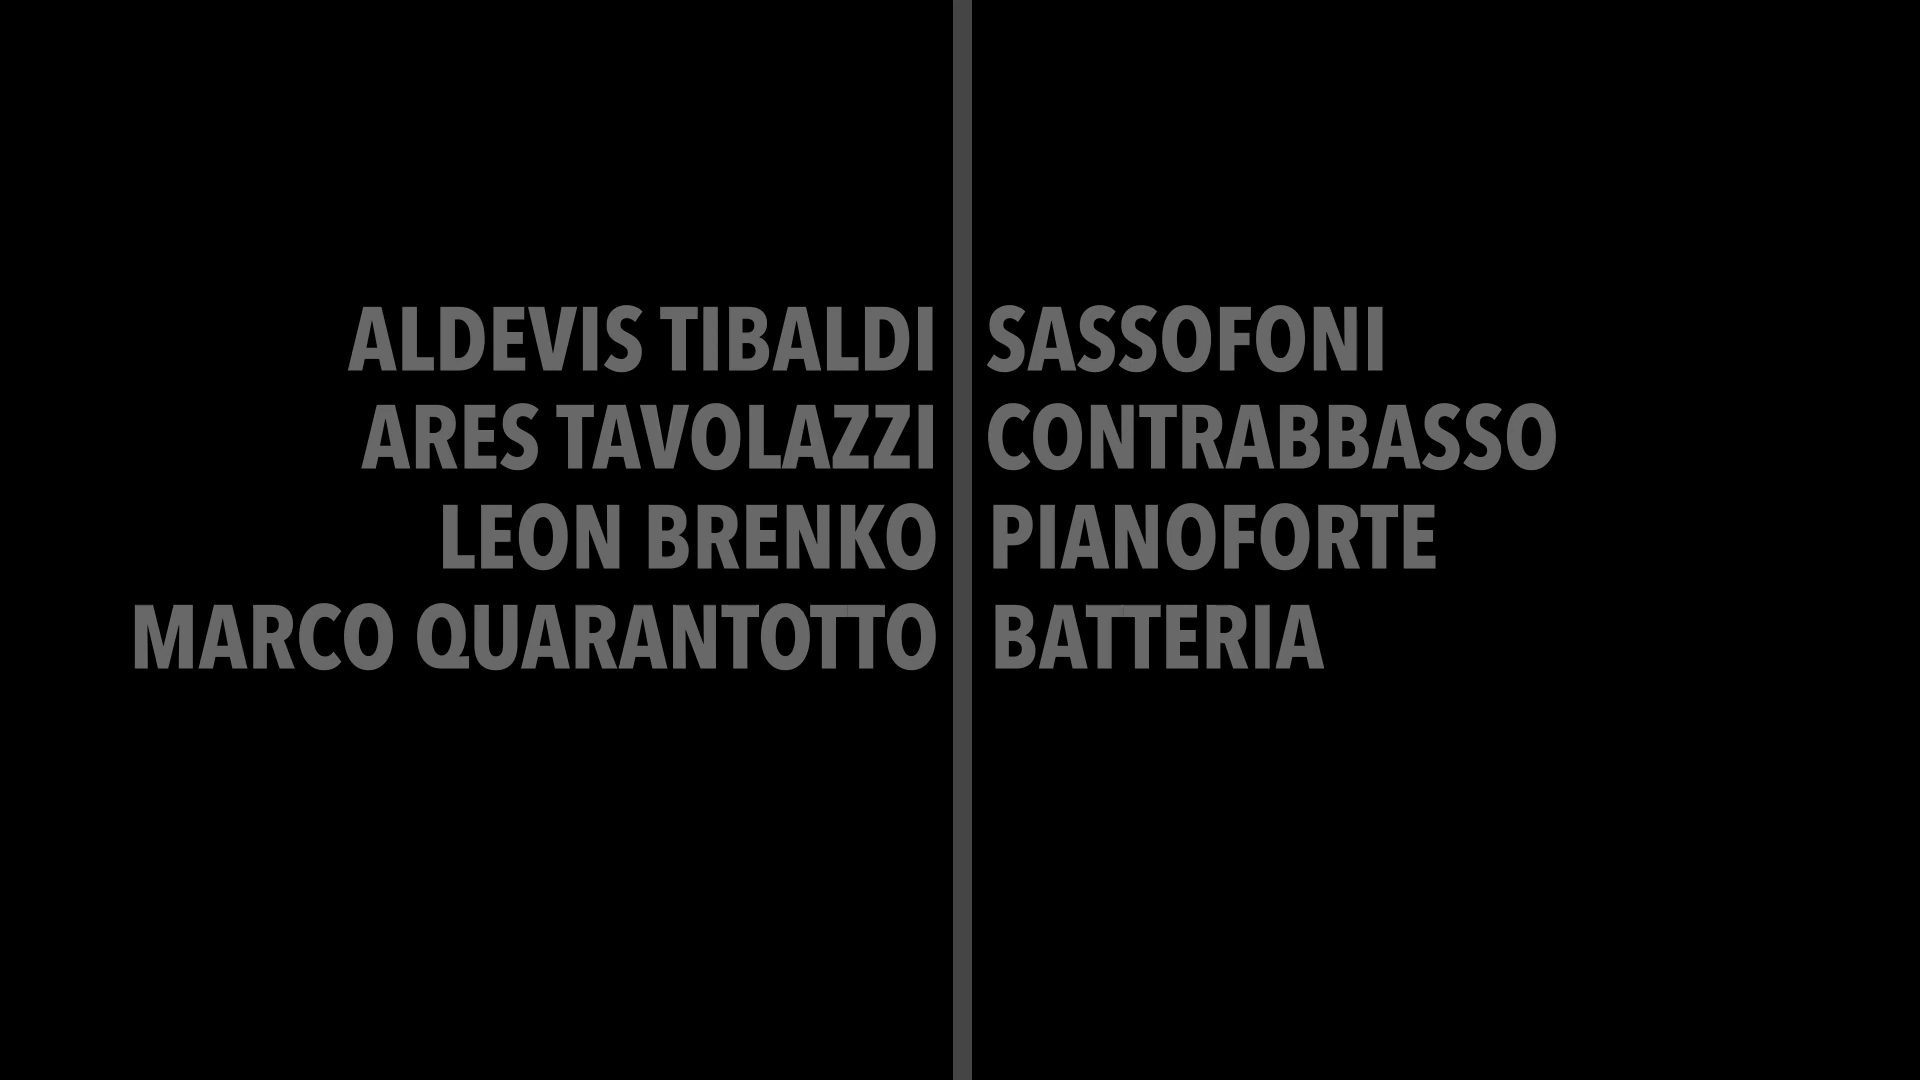 ALDEVIS TIBALDI SASSOFONI
ARES TAVOLAZZI CONTRABBASSO
LEON BRENKO PIANOFORTE
MARCO QUARANTOTTO BATTERIA